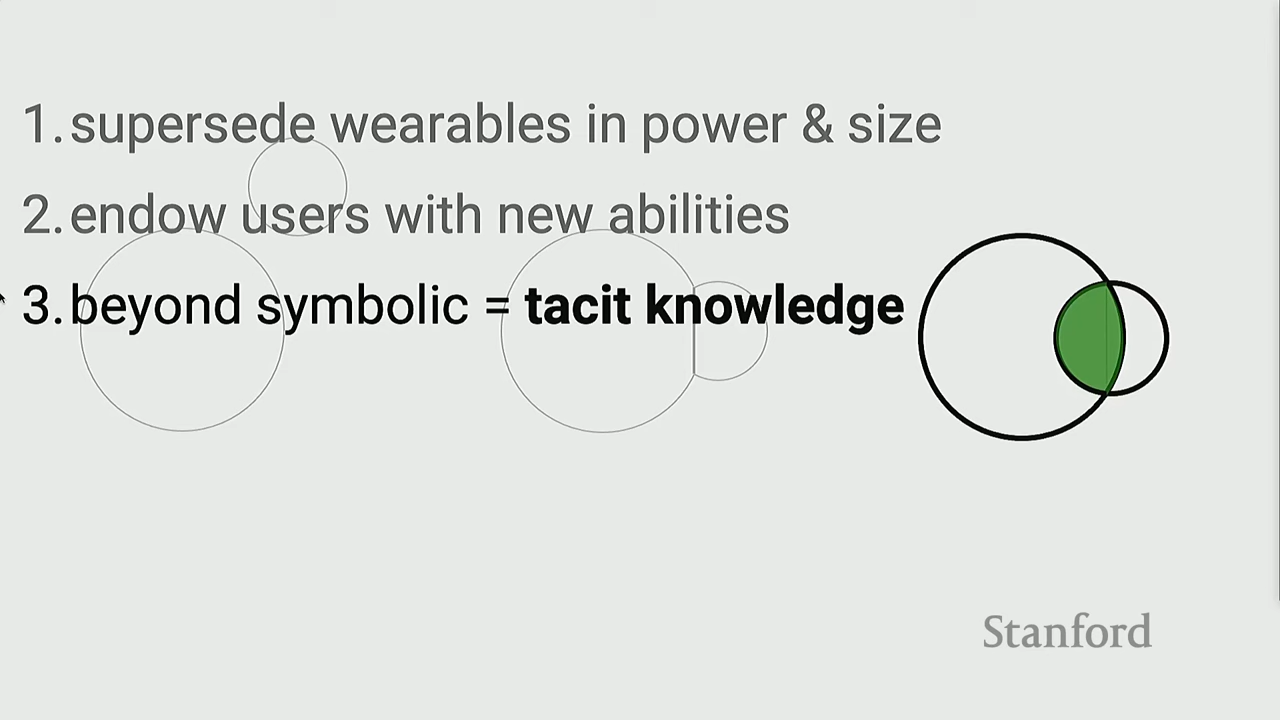 1. supersede wearables in power & size
2. endow users with new abilities
3. beyond symbolic = tacit knowledge
Stanford